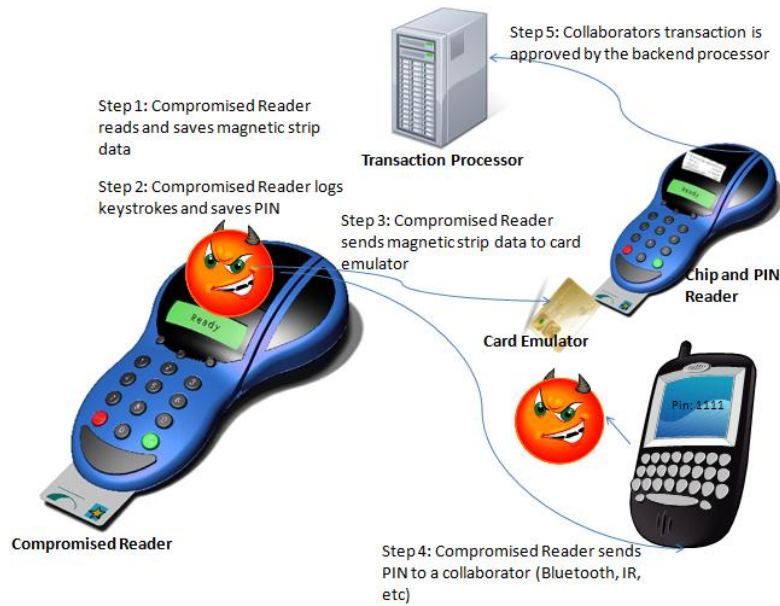 Step 5: Collaborators transaction is
approved by the backend processor
Step 1: Compromised Reader
reads and saves magnetic strip
data
Transaction Processor
Step 2: Compromised Reader logs
keystrokes and saves PIN
Step 3: Compromised Reader
sends magnetic strip data to card
emulator
Ready
Chip and PIN
Reader
Ready
Card Emulator
Pin: 1111
Compromised Reader
Step 4: Compromised Reader sends
PIN to a collaborator (Bluetooth, IR,
etc)